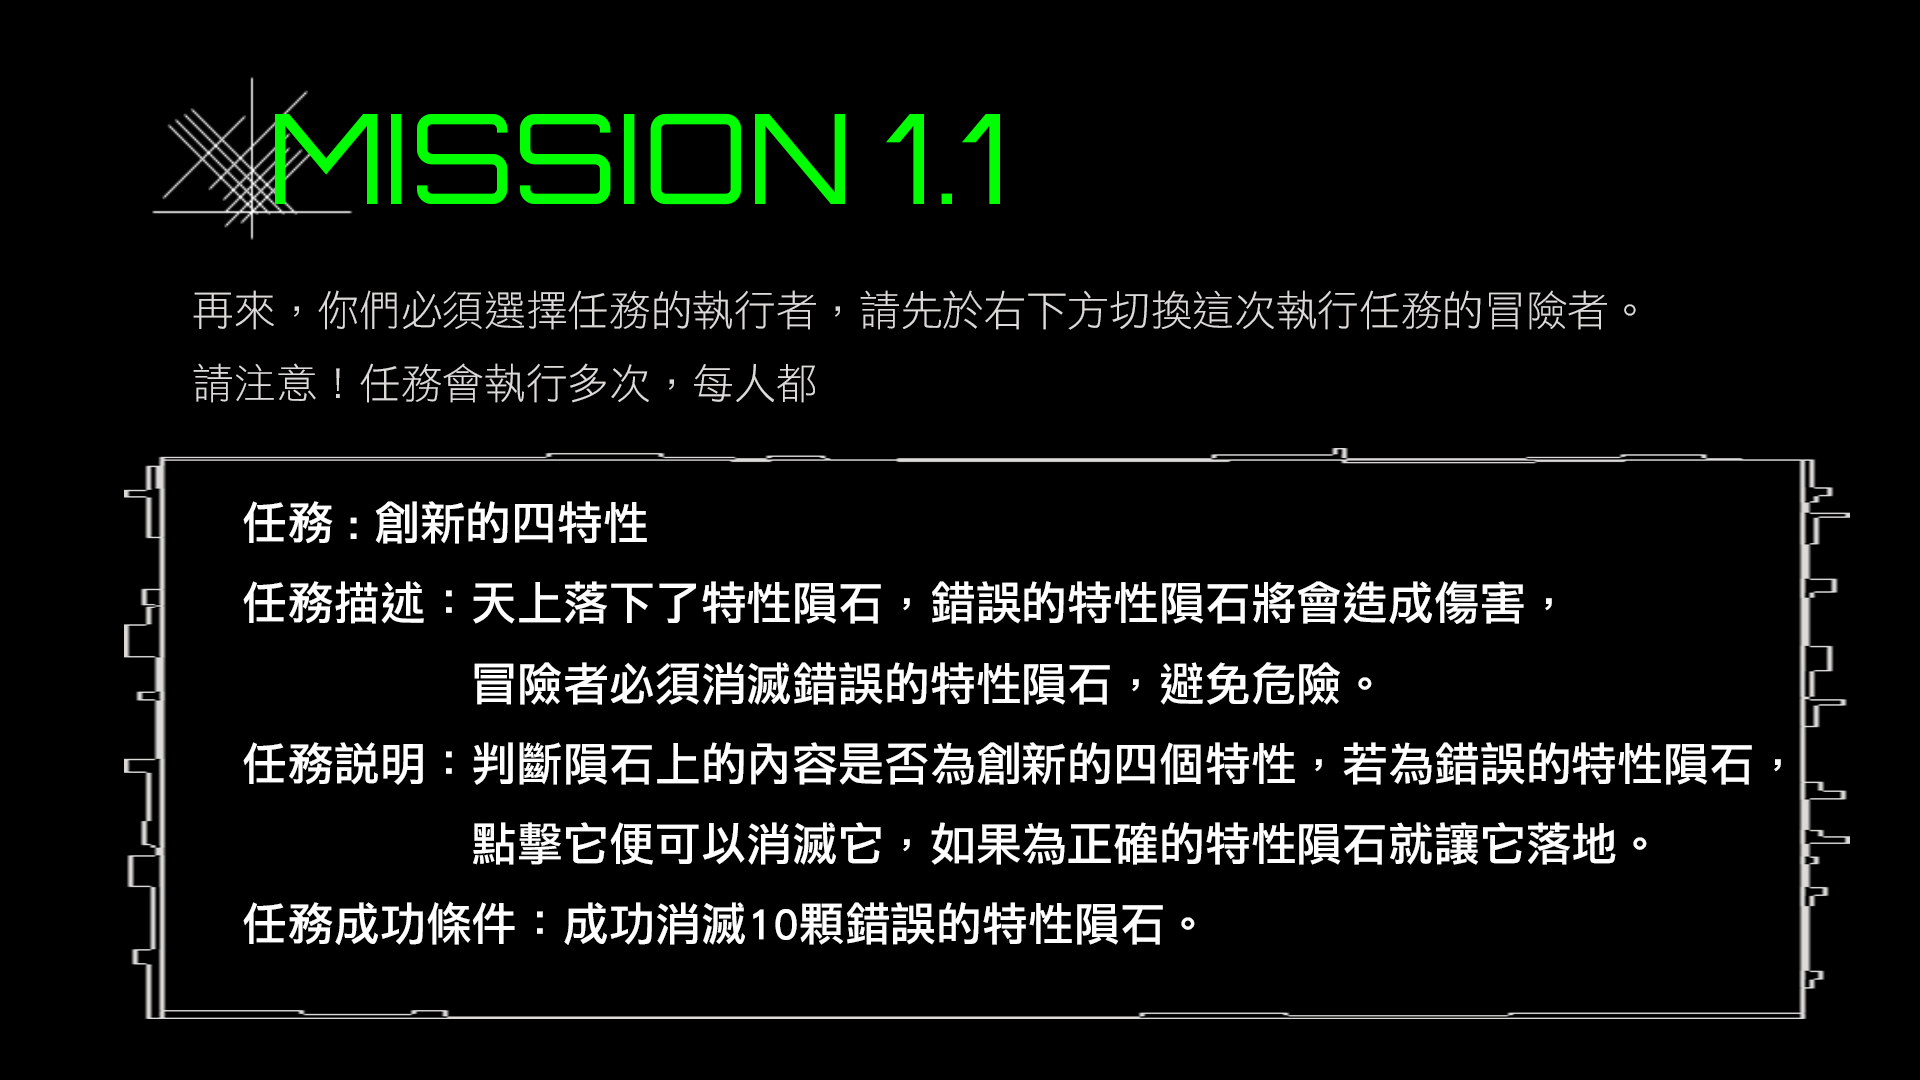 MISSION 1.1
再來，你們必須選擇任務的執行者，請先於右下方切換這次執行任務的冒險者。
請注意！任務會執行多次，每人都
任務 : 創新的四特性
任務描述：天上落下了特性隕石，錯誤的特性隕石將會造成傷害，
冒險者必須消滅錯誤的特性隕石，避免危險。
任務說明：判斷隕石上的內容是否為創新的四個特性，若為錯誤的特性隕石，
點擊它便可以消滅它，如果為正確的特性隕石就讓它落地。
任務成功條件：成功消滅10顆錯誤的特性隕石。